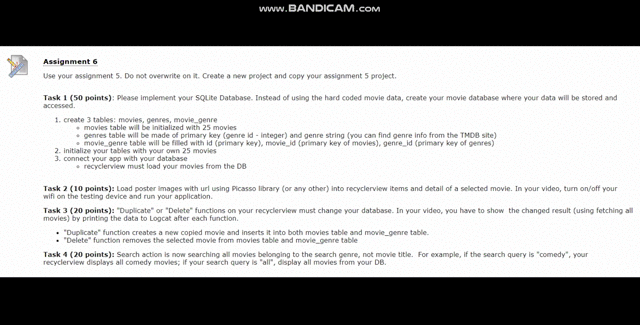 www.BANDICAM.com
Assignment 6
Use your assignment 5. Do not overwrite on it. Create a new project and copy your assignment 5 project.
Task 1 (50 points): Please implement your SQLite Database. Instead of using the hard coded movie data, create your movie database where your data will be stored and
accessed.
1. create 3 tables: movies, genres, movie_genre
movies table will be initialized with 25 movies
genres table will be made of primary key (genre id - integer) and genre string (you can find genre info from the TMDB site)
movie_genre table will be filled with id (primary key), movie_id (primary key of movies), genre_id (primary key of genres)
2. initialize your tables with your own 25 movies
3. connect your app with your database
recyclerview must load your movies from the DB
Task 2 (10 points): Load poster images with url using Picasso library (or any other) into recyclerview items and detail of a selected movie. In your video, turn on/off your
wifi on the testing device and run your application.
Task 3 (20 points): "Duplicate" or "Delete" functions on your recyclerview must change your database. In your video, you have to show the changed result (using fetching all
movies) by printing the data to Logcat after each function.
• "Duplicate" function creates a new copied movie and inserts it into both movies table and movie_genre table.
• "Delete" function removes the selected movie from movies table and movie_genre table
Task 4 (20 points): Search action is now searching all movies belonging to the search genre, not movie title. For example, if the search query is "comedy", your
recyclerview displays all comedy movies; if your search query is "all", display all movies from your DB.